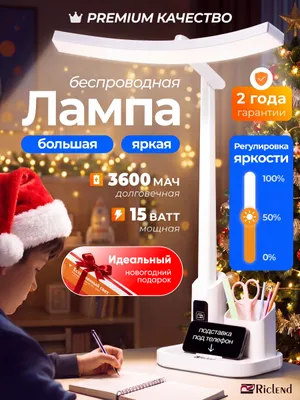 PREMIUM КАЧЕСТВО
беспроводная
Лампа
большая яркая
2 года
гарантии
Регулировка
яркости
100%
50%
0%
3600 МАЧ
долговечная
15 ВАТТ
мощная
Идеальный
новогодний
подарок
подставка
под телефон
Riclend